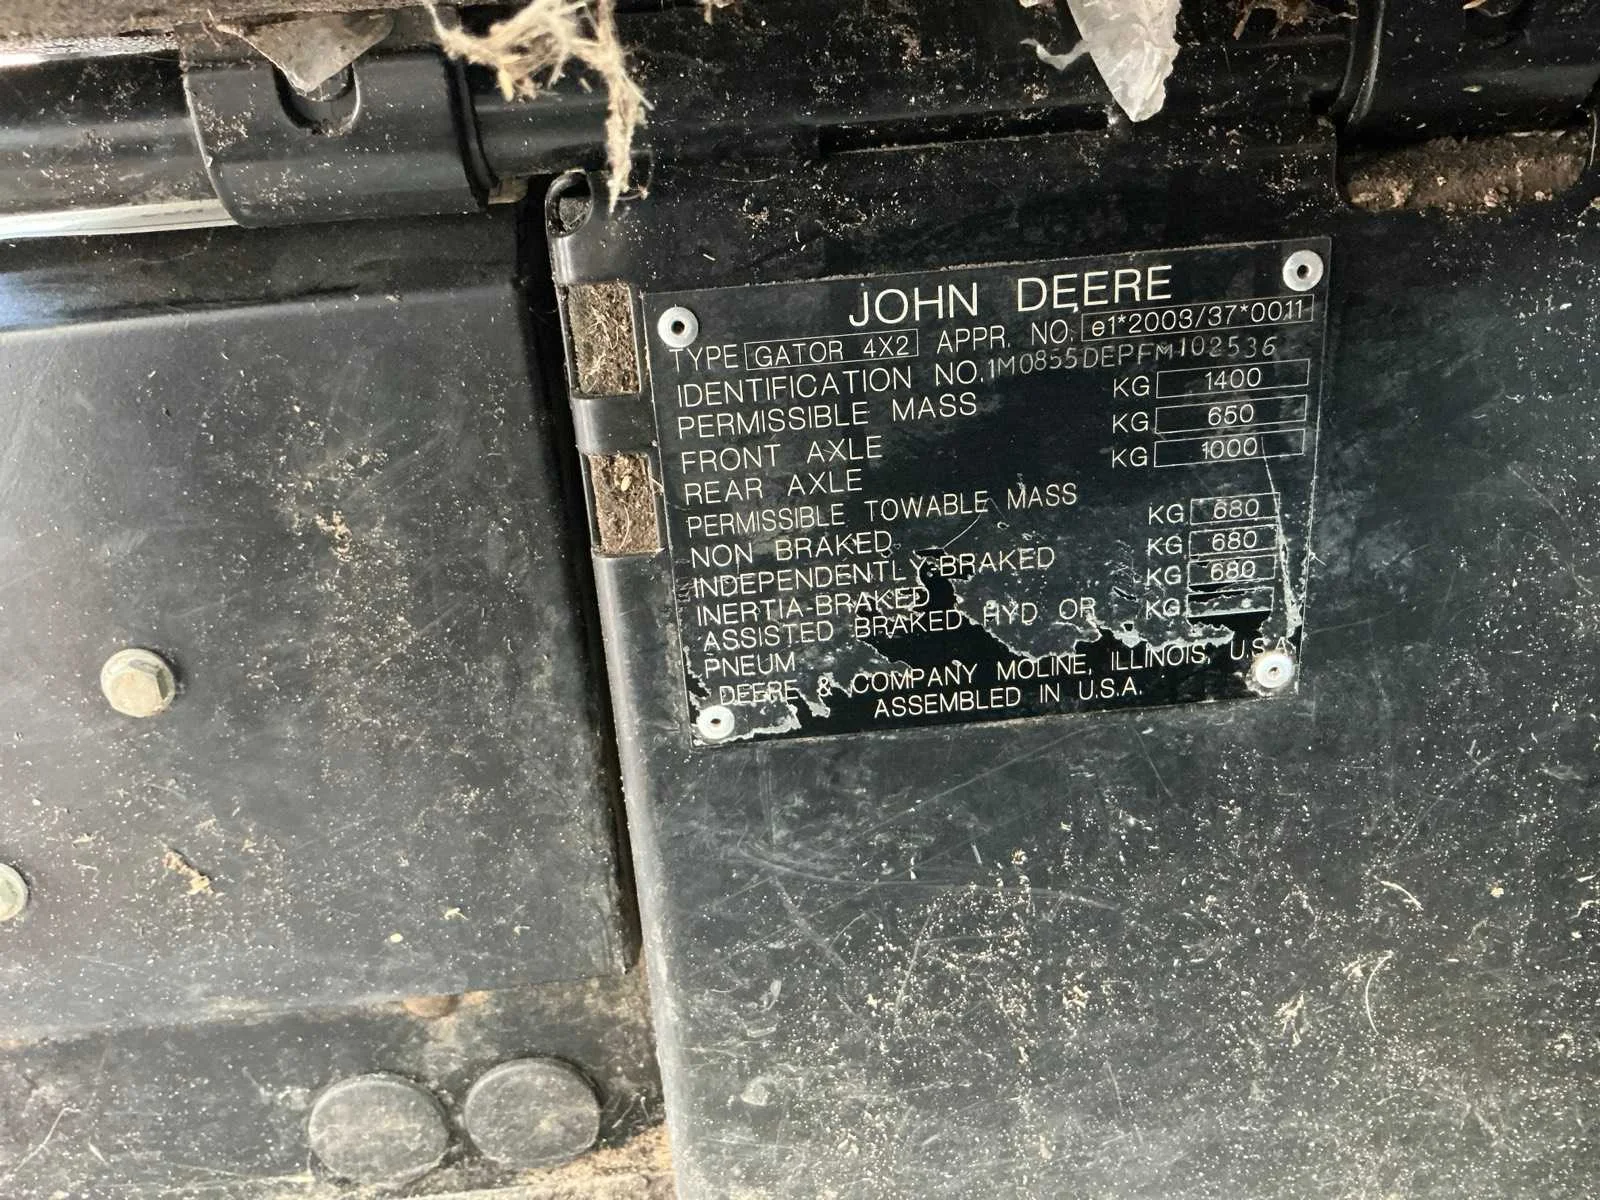 JOHN DEERE
TYPE GATOR 4X2 APPR. NO. e1*2003/37*0011
IDENTIFICATION NO. 1M0855DEPFM102536
PERMISSIBLE MASS KG 1400
FRONT AXLE KG 650
REAR AXLE KG 1000
PERMISSIBLE TOWABLE MASS
NON BRAKED KG 680
INDEPENDENTLY-BRAKED KG 680
INERTIA-BRAKED KG 680
ASSISTED BRAKED HYD OR KG
PNEUM
DEERE & COMPANY MOLINE, ILLINOIS, U.S.A.
ASSEMBLED IN U.S.A.